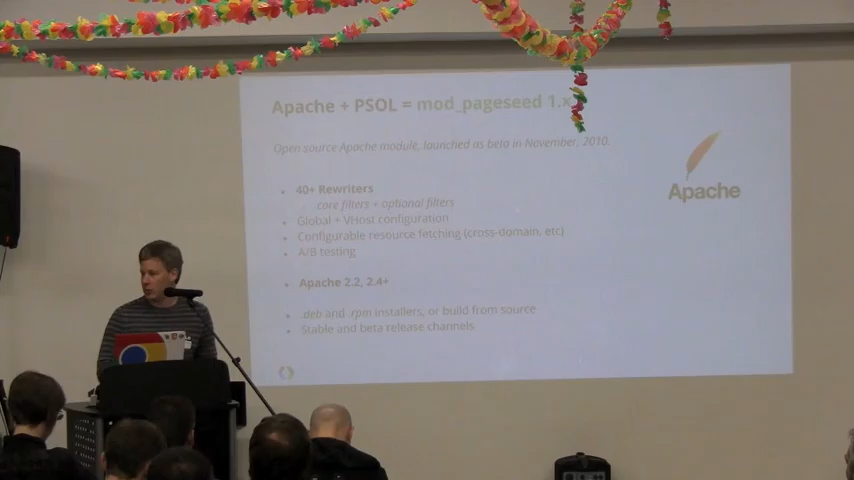 Apache + PSOL = mod_pageseed 1.x
Open source Apache module, launched as beta in November, 2010.
Apache
40+ Rewriters
core filters + optional filters
Global + VHost configuration
Configurable resource fetching (cross-domain, etc)
A/B testing
Apache 2.2, 2.4+
.deb and .rpm installers, or build from source
Stable and beta release channels